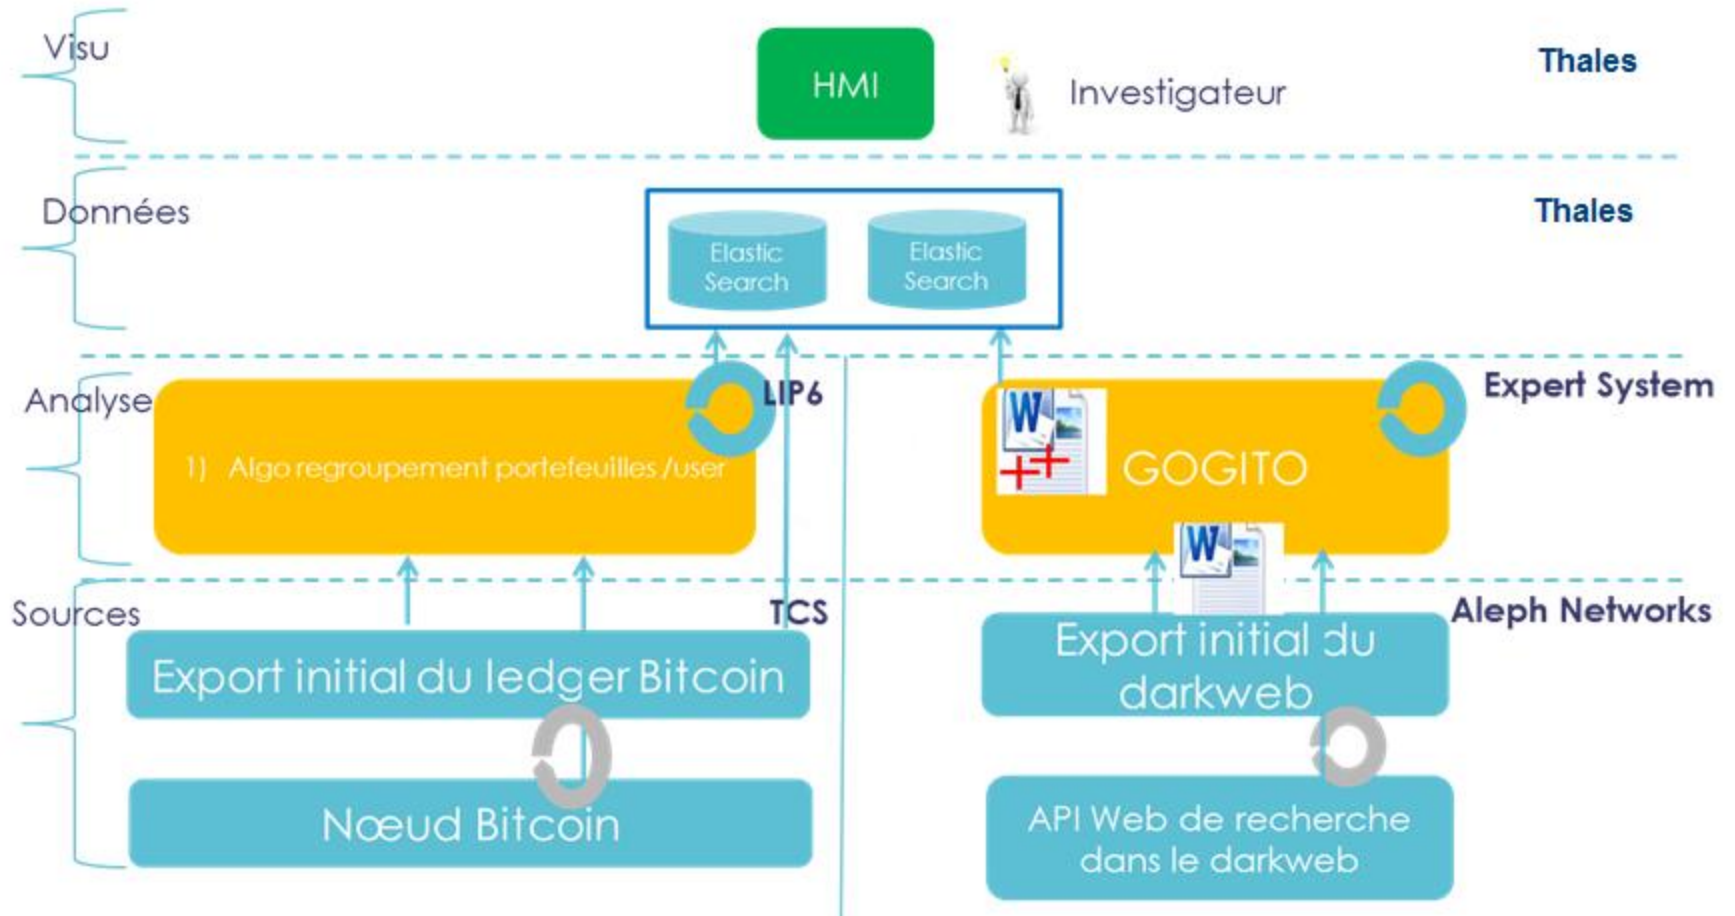 Visu
HMI
Investigateur
Thales
Données
Elastic
Search
Elastic
Search
Thales
Analyse
LIP6
1) Algo regroupement portefeuilles /user
W
GOGITO
Expert System
W
Sources
TCS
Export initial du ledger Bitcoin
Nœud Bitcoin
Export initial du
darkweb
Aleph Networks
API Web de recherche
dans le darkweb